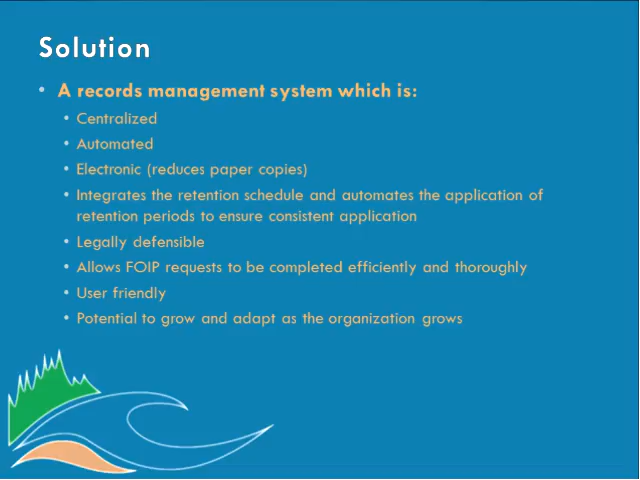 Solution
• A records management system which is:
• Centralized
• Automated
• Electronic (reduces paper copies)
• Integrates the retention schedule and automates the application of
retention periods to ensure consistent application
• Legally defensible
• Allows FOIP requests to be completed efficiently and thoroughly
• User friendly
• Potential to grow and adapt as the organization grows